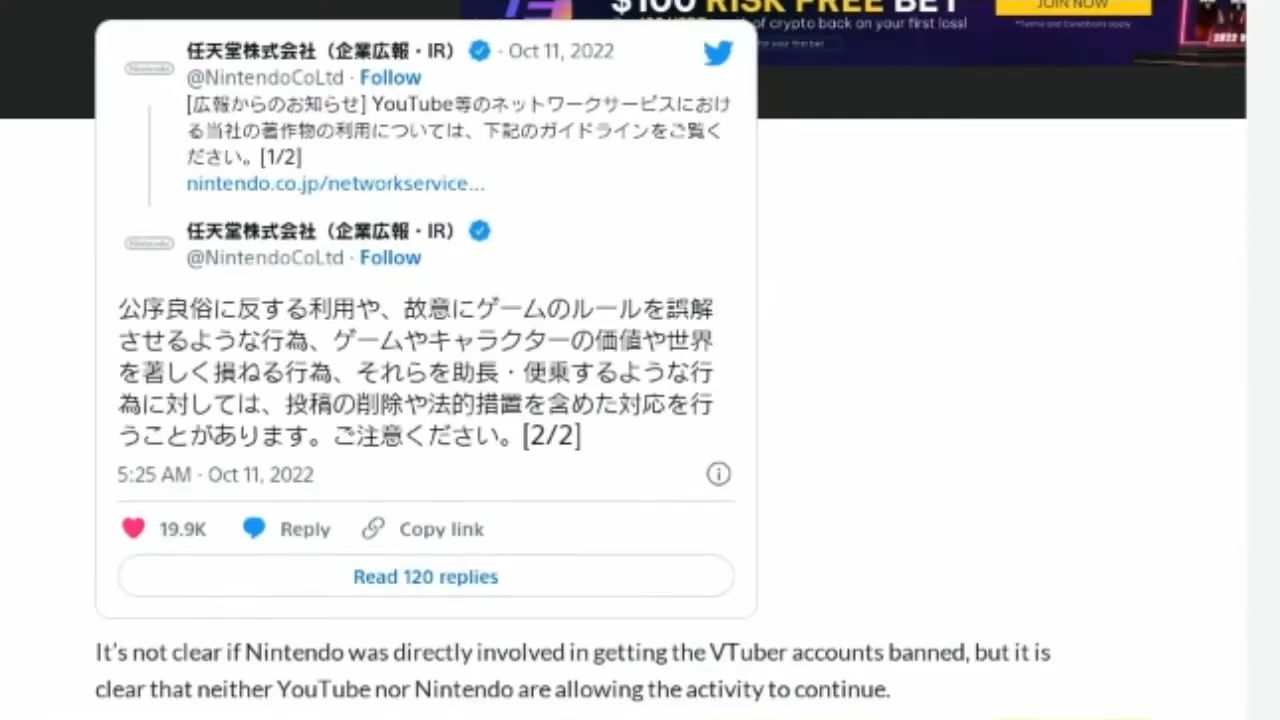 $100 RISK FREE BET
JOIN NOW
of crypto back on your first loss!
*Terms and Conditions apply
for your first bet
任天堂株式会社（企業広報・IR） · Oct 11, 2022
@NintendoCoLtd · Follow
[広報からのお知らせ] YouTube等のネットワークサービスにおけ
る当社の著作物の利用については、下記のガイドラインをご覧く
ださい。[1/2]
nintendo.co.jp/networkservice...
任天堂株式会社（企業広報・IR）
@NintendoCoLtd · Follow
公序良俗に反する利用や、故意にゲームのルールを誤解
させるような行為、ゲームやキャラクターの価値や世界
を著しく損ねる行為、それらを助長・便乗するような行
為に対しては、投稿の削除や法的措置を含めた対応を行
うことがあります。ご注意ください。[2/2]
5:25 AM · Oct 11, 2022
19.9K Reply Copy link
Read 120 replies
It's not clear if Nintendo was directly involved in getting the VTuber accounts banned, but it is
clear that neither YouTube nor Nintendo are allowing the activity to continue.